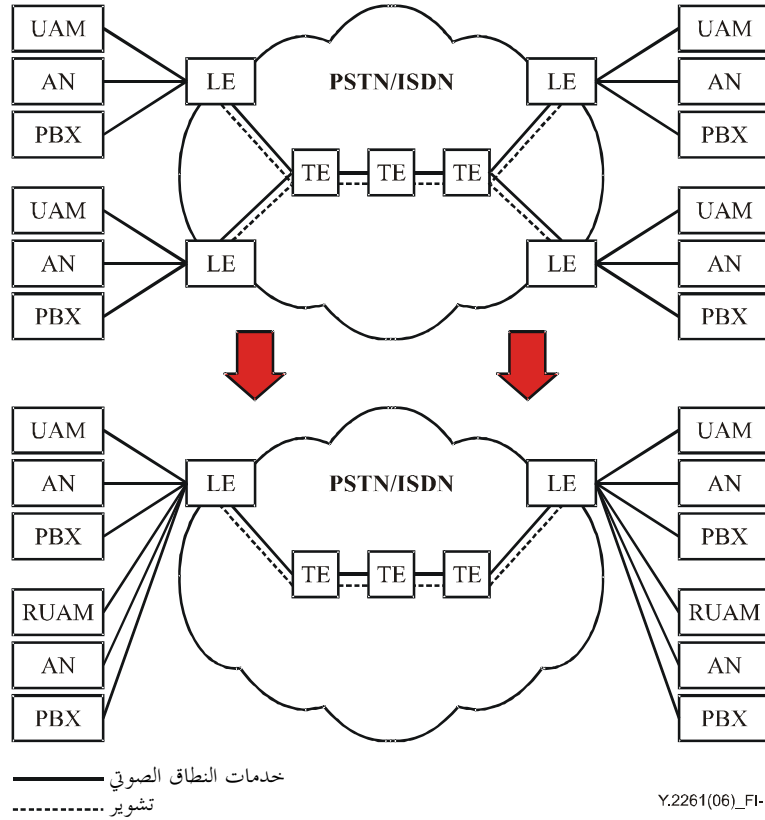 UAM UAM
LE LE
AN PSTN/ISDN AN
PBX PBX
TE TE TE
UAM UAM
AN LE LE AN
PBX PBX
UAM UAM
AN LE PSTN/ISDN LE AN
PBX PBX
TE TE TE
RUAM RUAM
AN AN
PBX PBX
خدمات النطاق الصوتي
تشوير
Y.2261(06)_FI-